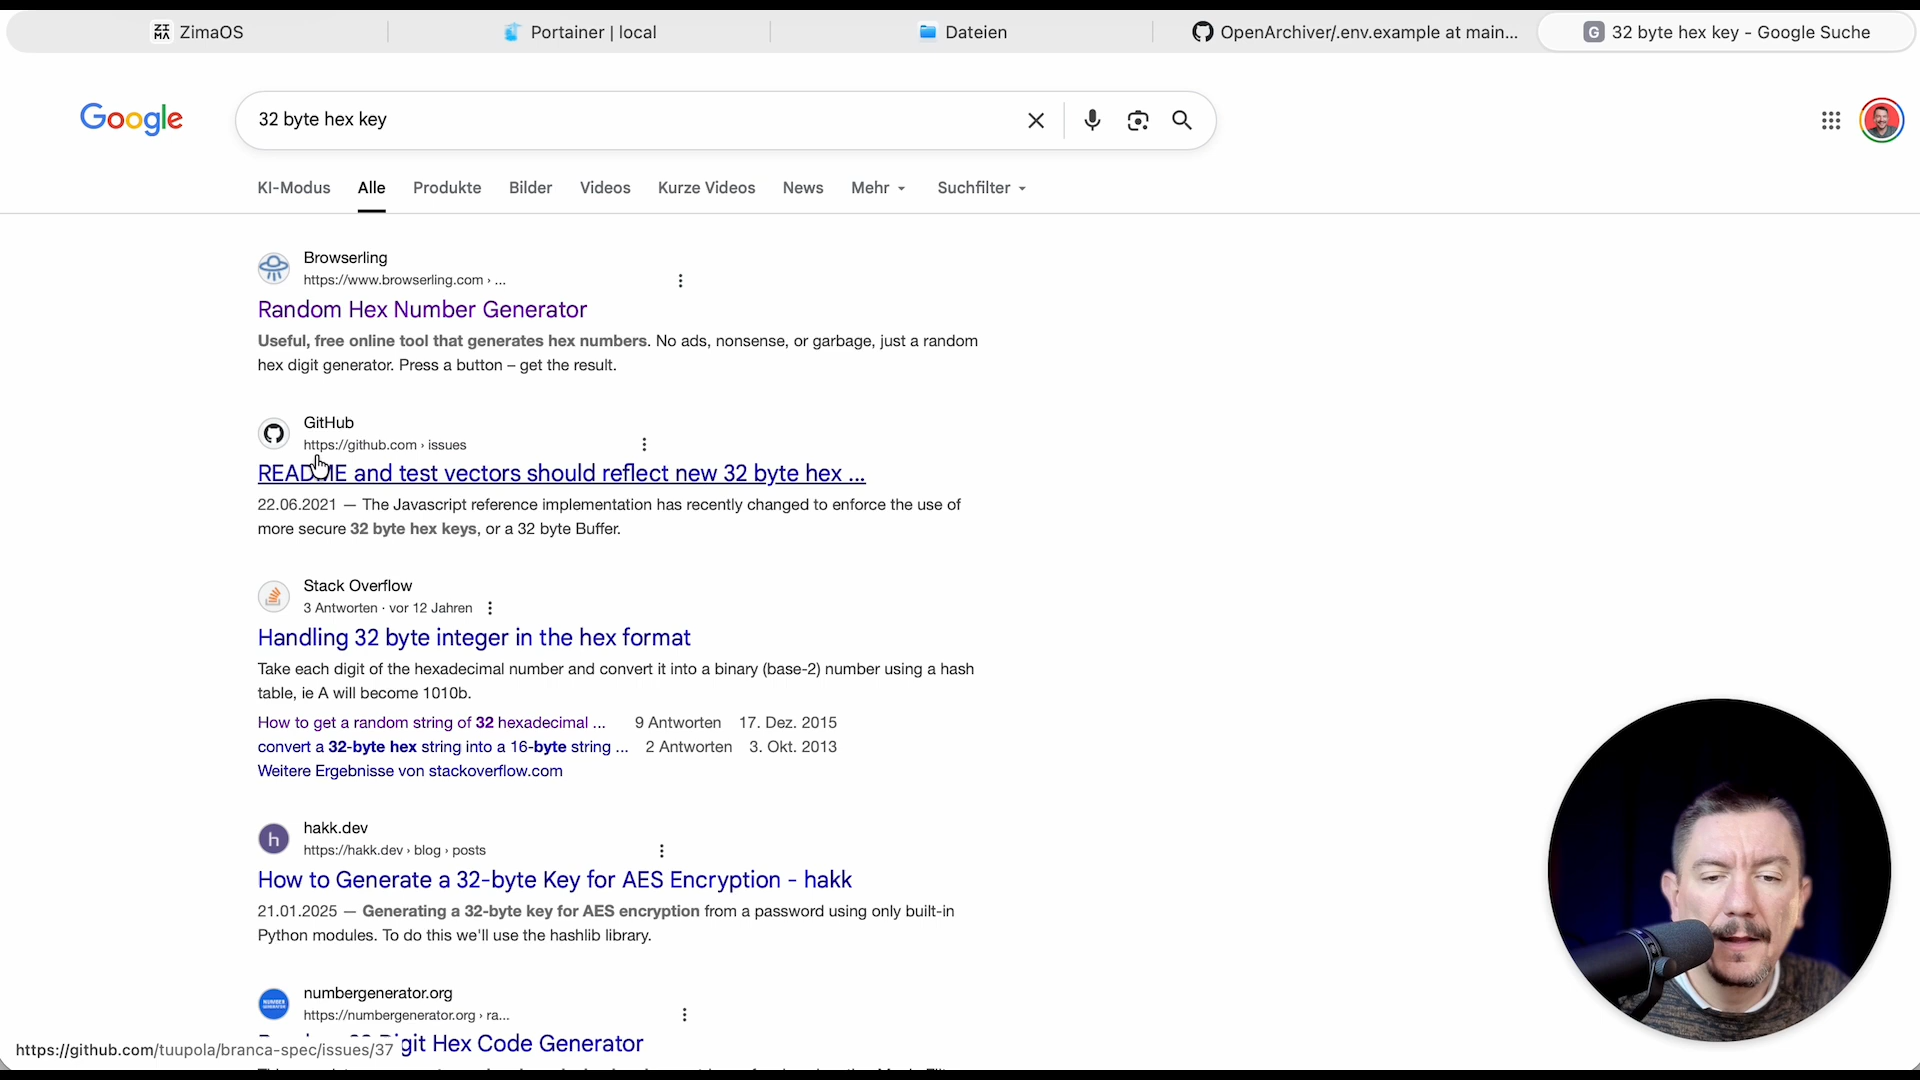 ZimaOS
Portainer | local
Dateien
OpenArchiver/.env.example at main...
G 32 byte hex key - Google Suche
Google
32 byte hex key
KI-Modus Alle Produkte Bilder Videos Kurze Videos News Mehr Suchfilter
Browserling
https://www.browserling.com › ...
Random Hex Number Generator
Useful, free online tool that generates hex numbers. No ads, nonsense, or garbage, just a random
hex digit generator. Press a button – get the result.
GitHub
https://github.com › issues
README and test vectors should reflect new 32 byte hex ...
22.06.2021 — The Javascript reference implementation has recently changed to enforce the use of
more secure 32 byte hex keys, or a 32 byte Buffer.
Stack Overflow
3 Antworten · vor 12 Jahren
Handling 32 byte integer in the hex format
Take each digit of the hexadecimal number and convert it into a binary (base-2) number using a hash
table, ie A will become 1010b.
How to get a random string of 32 hexadecimal ... 9 Antworten 17. Dez. 2015
convert a 32-byte hex string into a 16-byte string ... 2 Antworten 3. Okt. 2013
Weitere Ergebnisse von stackoverflow.com
h
hakk.dev
https://hakk.dev › blog › posts
How to Generate a 32-byte Key for AES Encryption - hakk
21.01.2025 — Generating a 32-byte key for AES encryption from a password using only built-in
Python modules. To do this we'll use the hashlib library.
numbergenerator.org
https://numbergenerator.org › ra...
Digit Hex Code Generator
https://github.com/tuupola/branca-spec/issues/37